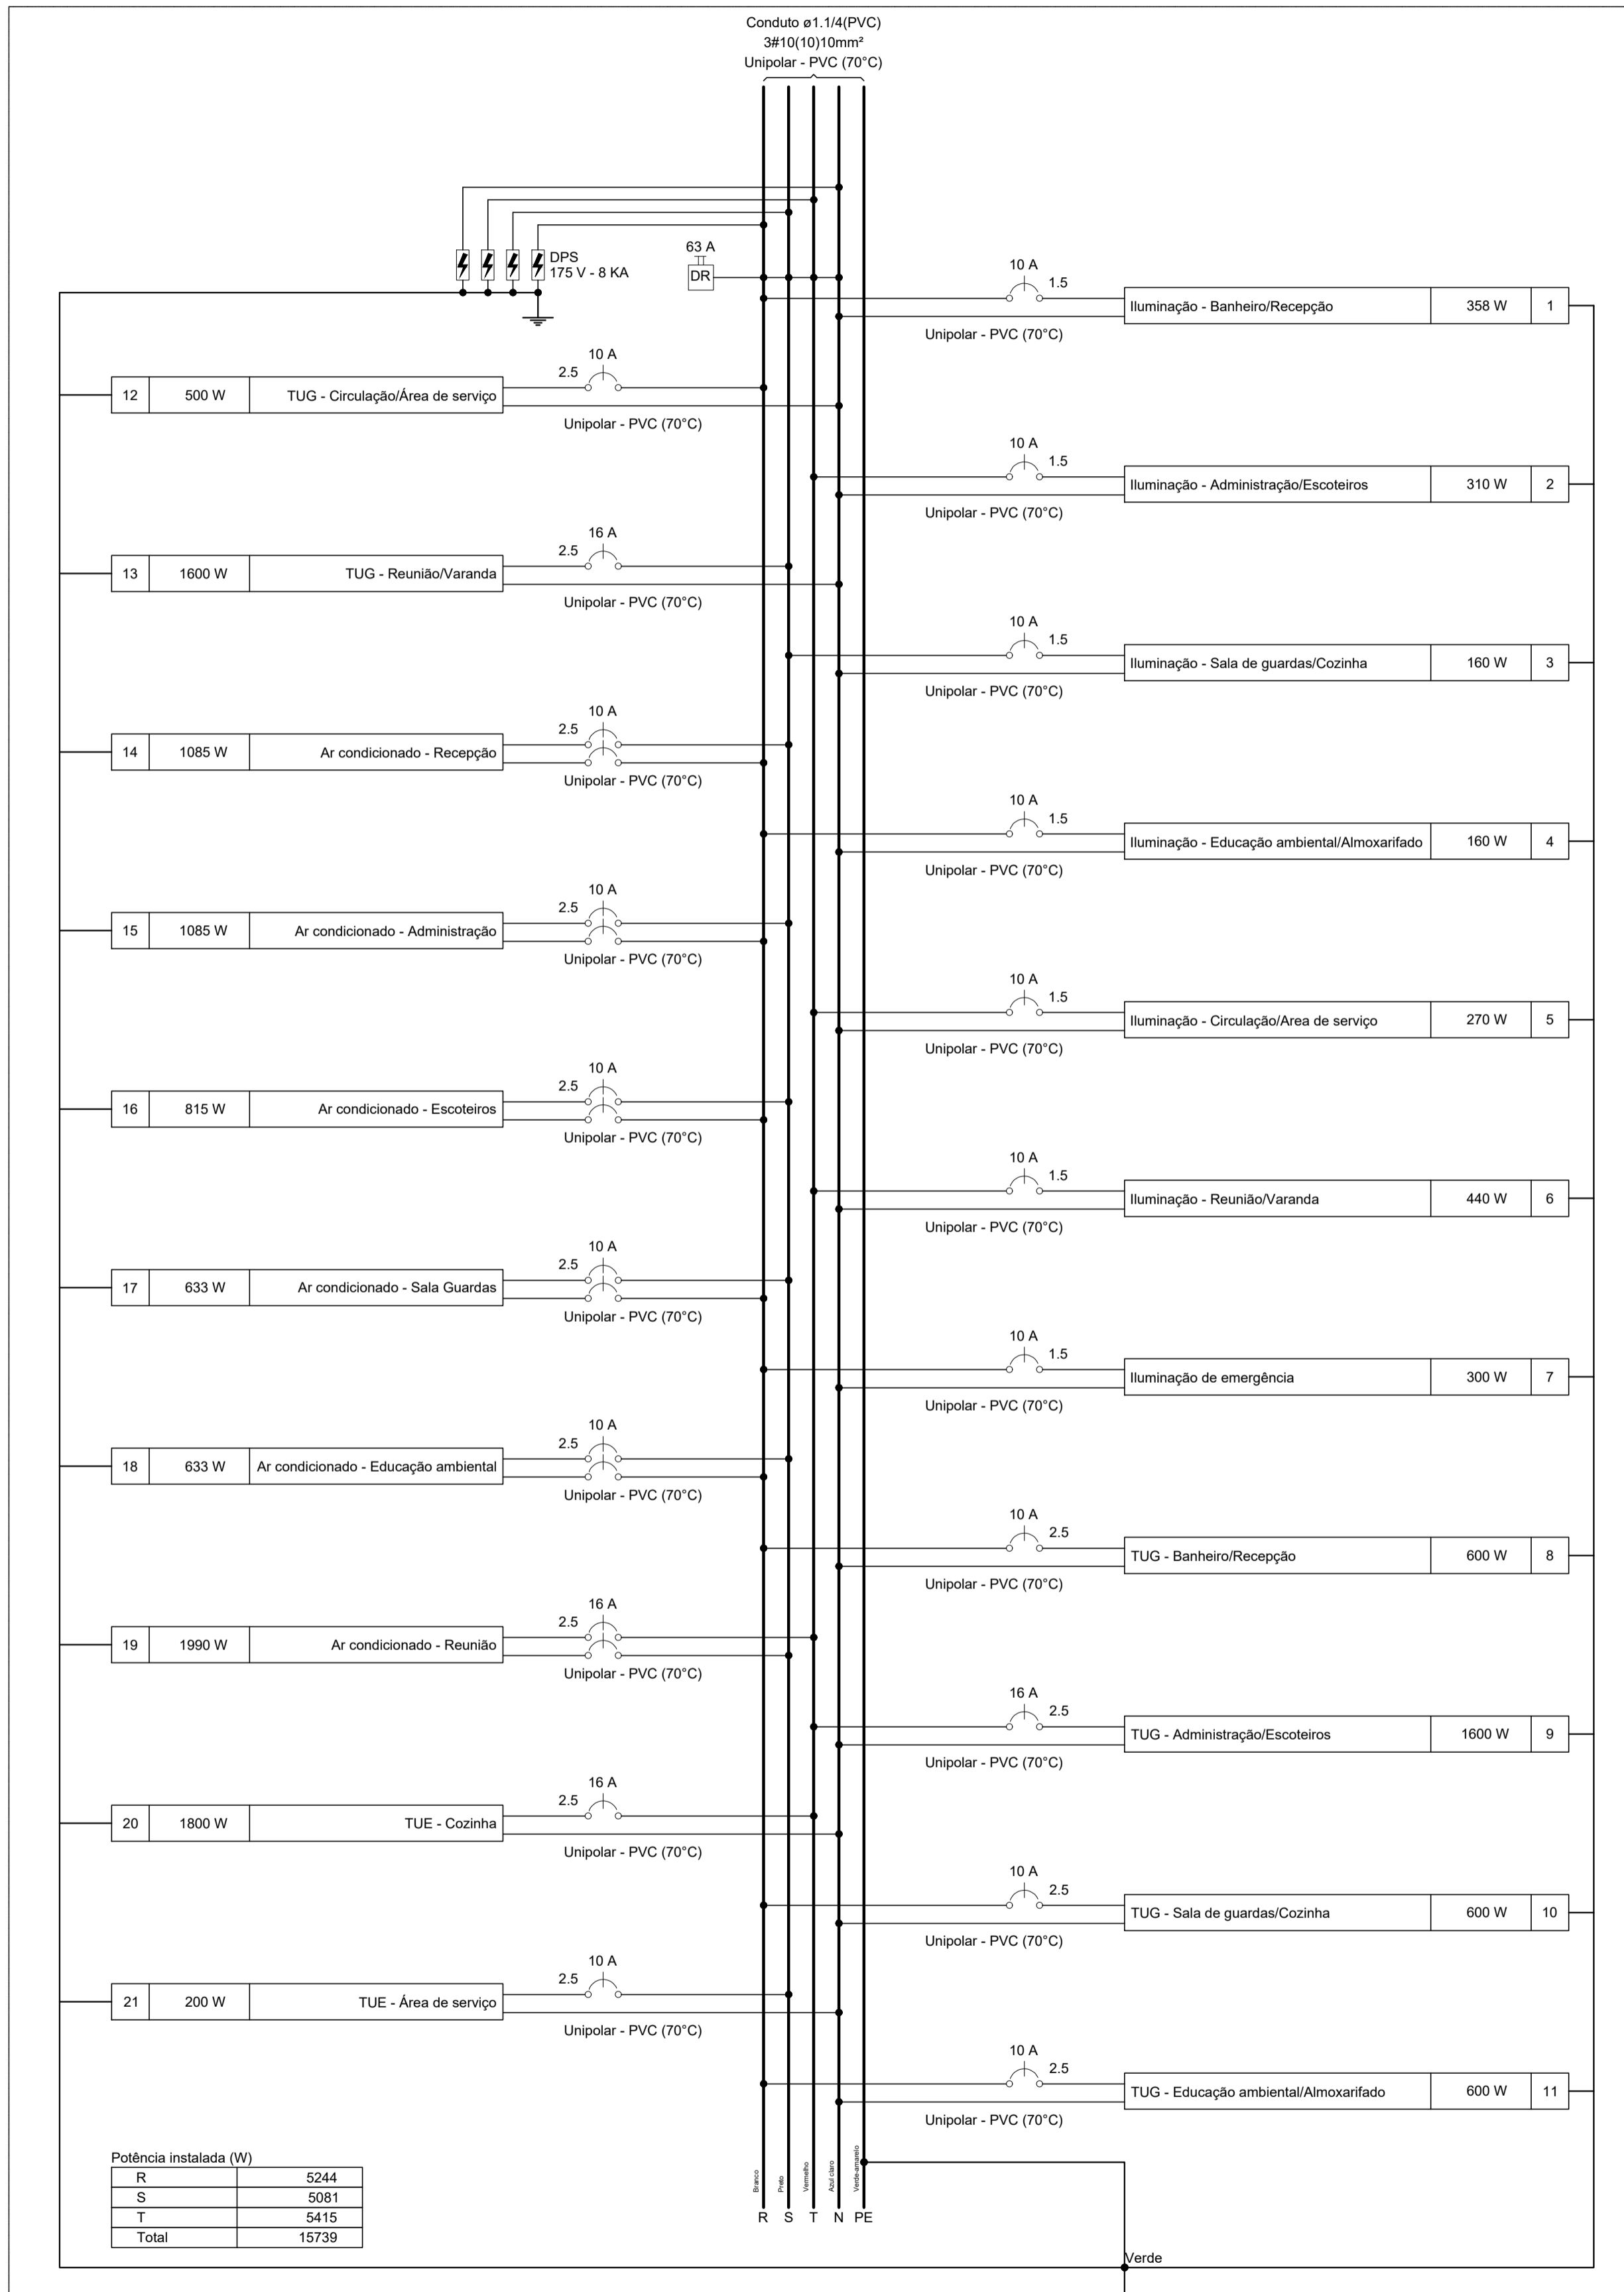 Conduto ø1.1/4(PVC)
3#10(10)10mm²
Unipolar - PVC (70°C)
DPS
175 V - 8 KA
63 A
DR
10 A
1.5
Iluminação - Banheiro/Recepção 358 W 1
Unipolar - PVC (70°C)
10 A
2.5
12 500 W TUG - Circulação/Área de serviço
Unipolar - PVC (70°C)
10 A
1.5
Iluminação - Administração/Escoteiros 310 W 2
Unipolar - PVC (70°C)
16 A
2.5
13 1600 W TUG - Reunião/Varanda
Unipolar - PVC (70°C)
10 A
1.5
Iluminação - Sala de guardas/Cozinha 160 W 3
Unipolar - PVC (70°C)
10 A
2.5
14 1085 W Ar condicionado - Recepção
Unipolar - PVC (70°C)
10 A
1.5
Iluminação - Educação ambiental/Almoxarifado 160 W 4
Unipolar - PVC (70°C)
10 A
2.5
15 1085 W Ar condicionado - Administração
Unipolar - PVC (70°C)
10 A
1.5
Iluminação - Circulação/Area de serviço 270 W 5
Unipolar - PVC (70°C)
10 A
2.5
16 815 W Ar condicionado - Escoteiros
Unipolar - PVC (70°C)
10 A
1.5
Iluminação - Reunião/Varanda 440 W 6
Unipolar - PVC (70°C)
10 A
2.5
17 633 W Ar condicionado - Sala Guardas
Unipolar - PVC (70°C)
10 A
1.5
Iluminação de emergência 300 W 7
Unipolar - PVC (70°C)
10 A
2.5
18 633 W Ar condicionado - Educação ambiental
Unipolar - PVC (70°C)
10 A
2.5
TUG - Banheiro/Recepção 600 W 8
Unipolar - PVC (70°C)
16 A
2.5
19 1990 W Ar condicionado - Reunião
Unipolar - PVC (70°C)
16 A
2.5
TUG - Administração/Escoteiros 1600 W 9
Unipolar - PVC (70°C)
16 A
2.5
20 1800 W TUE - Cozinha
Unipolar - PVC (70°C)
10 A
2.5
TUG - Sala de guardas/Cozinha 600 W 10
Unipolar - PVC (70°C)
10 A
2.5
21 200 W TUE - Área de serviço
Unipolar - PVC (70°C)
10 A
2.5
TUG - Educação ambiental/Almoxarifado 600 W 11
Unipolar - PVC (70°C)
Potência instalada (W)
R 5244
S 5081
T 5415
Total 15739
Branco
Preto
Vermelho
Azul claro
Verde-amarelo
R S T N PE
Verde